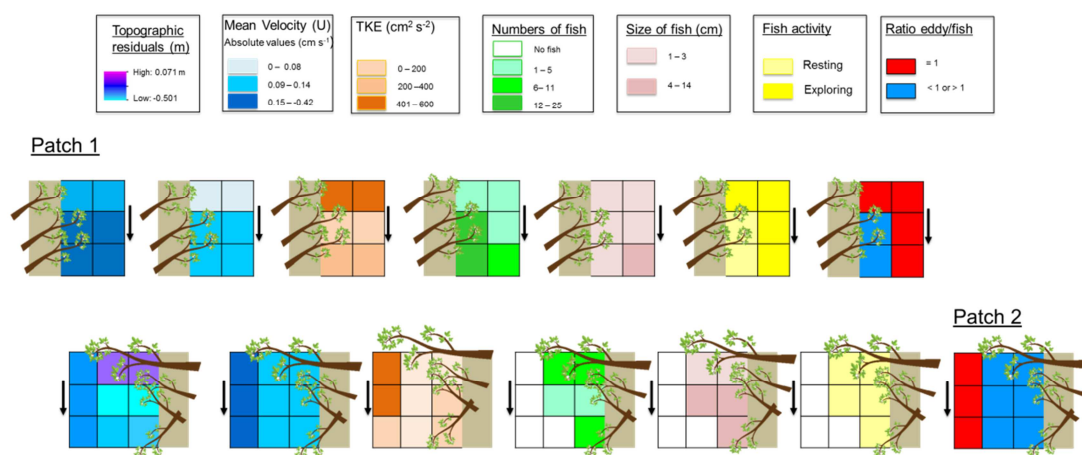 Topographic
residuals (m)
High: 0.071 m
Low: -0.501
Mean Velocity (U)
Absolute values (cm s⁻¹)
0 – 0.08
0.09 – 0.14
0.15 – 0.42
TKE (cm² s⁻²)
0 – 200
200 – 400
401 – 600
Numbers of fish
No fish
1 – 5
6 – 11
12 – 25
Size of fish (cm)
1 – 3
4 – 14
Fish activity
Resting
Exploring
Ratio eddy/fish
= 1
< 1 or > 1
Patch 1
Patch 2